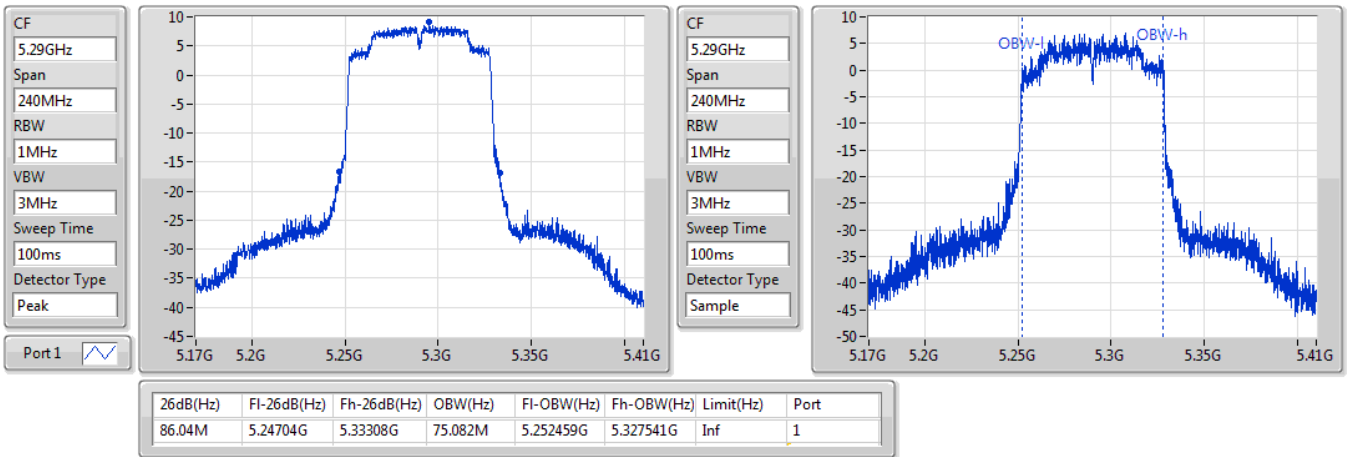 CF
5.29GHz
Span
240MHz
RBW
1MHz
VBW
3MHz
Sweep Time
100ms
Detector Type
Peak
Port 1
10
5
0
-5
-10
-15
-20
-25
-30
-35
-40
-45
5.17G 5.2G 5.25G 5.3G 5.35G 5.41G
CF
5.29GHz
Span
240MHz
RBW
1MHz
VBW
3MHz
Sweep Time
100ms
Detector Type
Sample
10
5
0
-5
-10
-15
-20
-25
-30
-35
-40
-45
-50
OBW-l OBW-h
5.17G 5.2G 5.25G 5.3G 5.35G 5.41G
26dB(Hz) Fl-26dB(Hz) Fh-26dB(Hz) OBW(Hz) Fl-OBW(Hz) Fh-OBW(Hz) Limit(Hz) Port
86.04M 5.24704G 5.33308G 75.082M 5.252459G 5.327541G Inf 1